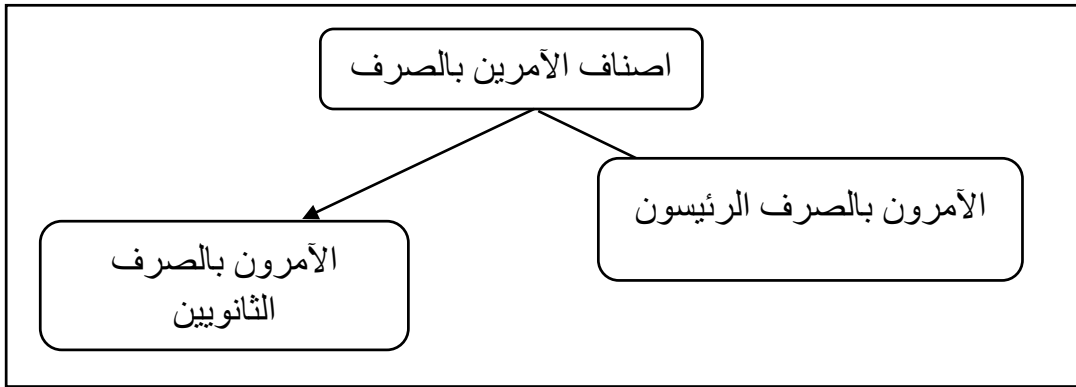 اصناف الآمرين بالصرف
الآمرون بالصرف الرئيسون
الآمرون بالصرف
الثانويين